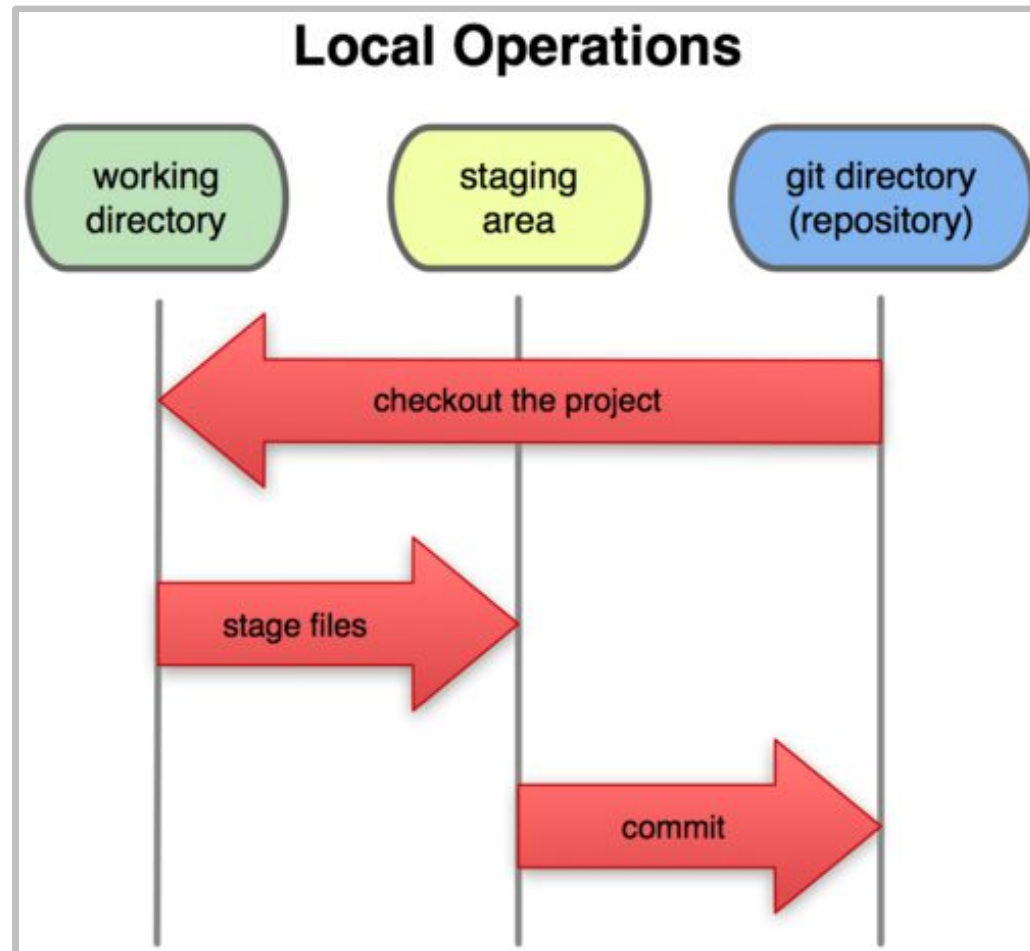 Local Operations
working
directory
staging
area
git directory
(repository)
checkout the project
stage files
commit